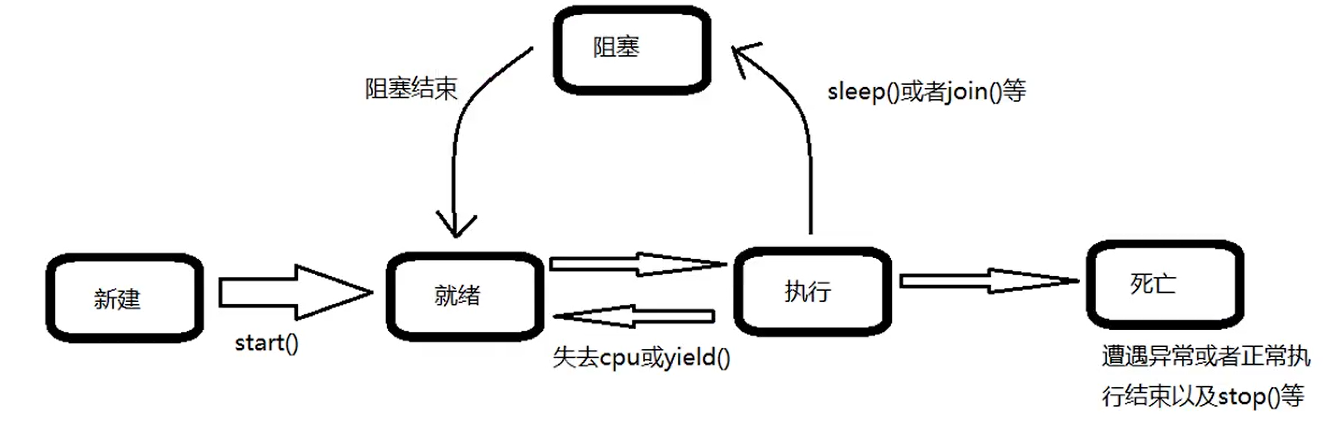 阻塞
阻塞结束
sleep()或者join()等
新建
就绪
执行
死亡
start()
失去cpu或yield()
遭遇异常或者正常执
行结束以及stop()等